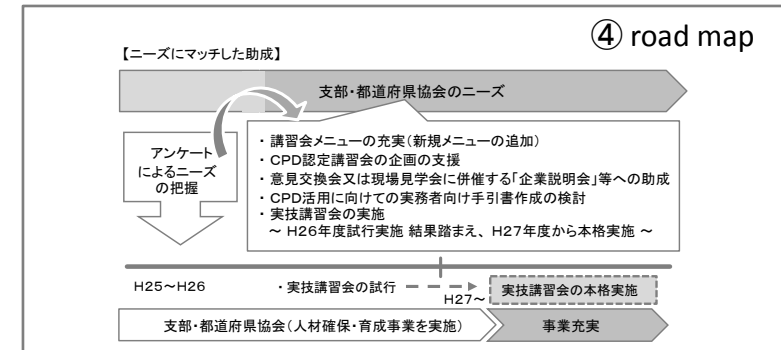 ④ road map
【ニーズにマッチした助成】
支部・都道府県協会のニーズ
アンケート
によるニーズ
の把握
・ 講習会メニューの充実（新規メニューの追加）
・ CPD認定講習会の企画の支援
・ 意見交換会又は現場見学会に併催する「企業説明会」等への助成
・ CPD活用に向けての実務者向け手引書作成の検討
・ 実技講習会の実施
～ H26年度試行実施 結果踏まえ、H27年度から本格実施 ～
H25～H26
・実技講習会の試行
H27～
実技講習会の本格実施
支部・都道府県協会（人材確保・育成事業を実施）
事業充実